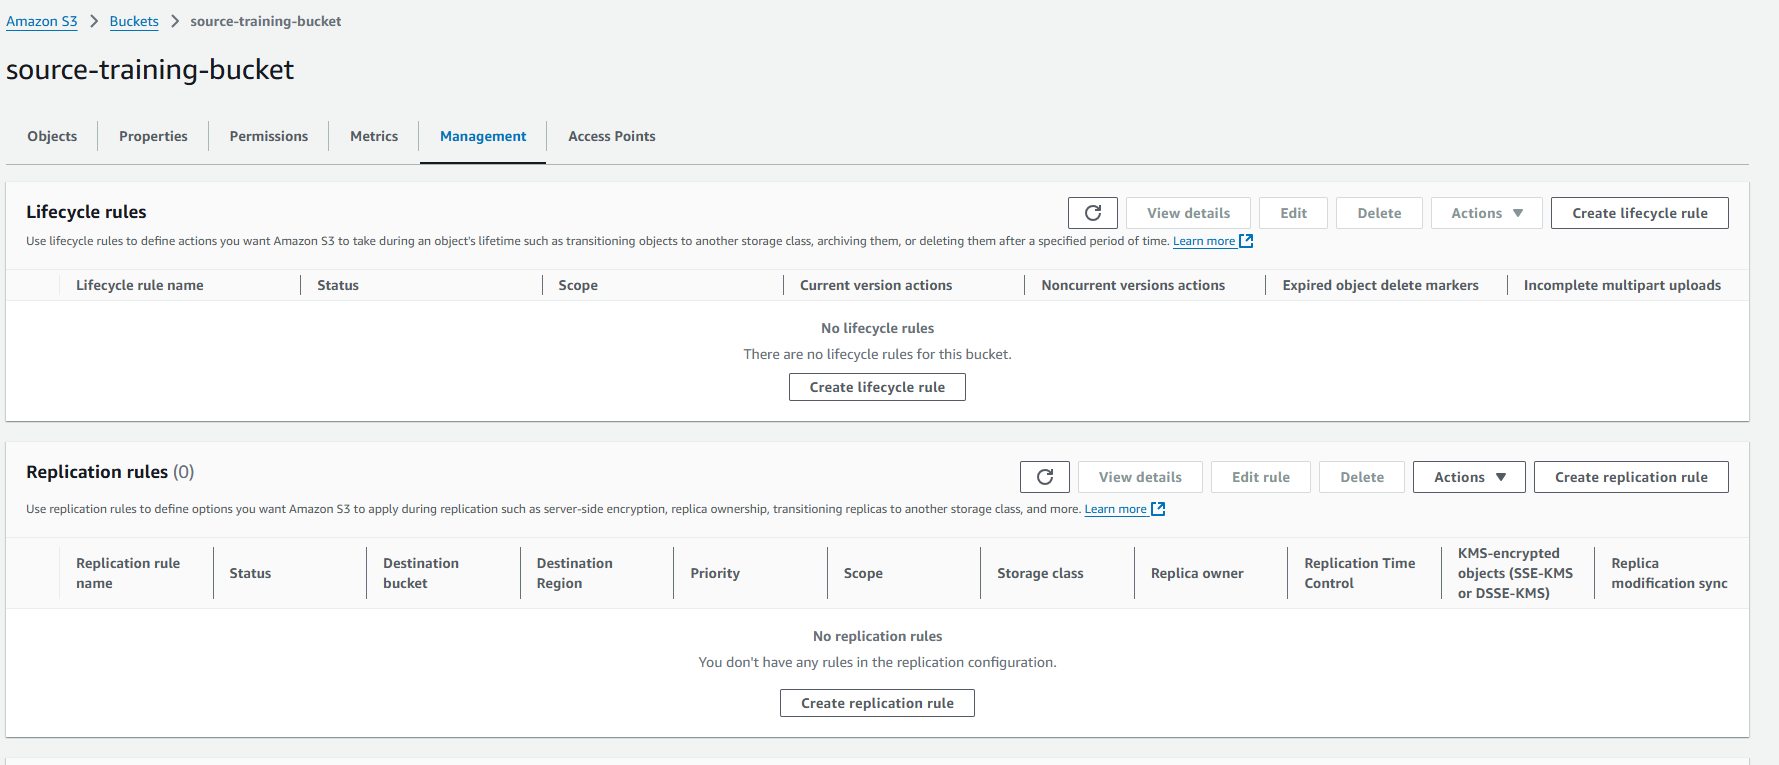 Amazon S3 > Buckets > source-training-bucket
source-training-bucket
Objects Properties Permissions Metrics Management Access Points
Lifecycle rules View details Edit Delete Actions Create lifecycle rule
Use lifecycle rules to define actions you want Amazon S3 to take during an object's lifetime such as transitioning objects to another storage class, archiving them, or deleting them after a specified period of time. Learn more
Lifecycle rule name Status Scope Current version actions Noncurrent versions actions Expired object delete markers Incomplete multipart uploads
No lifecycle rules
There are no lifecycle rules for this bucket.
Create lifecycle rule
Replication rules (0) View details Edit rule Delete Actions Create replication rule
Use replication rules to define options you want Amazon S3 to apply during replication such as server-side encryption, replica ownership, transitioning replicas to another storage class, and more. Learn more
Replication rule
name
Status
Destination
bucket
Destination
Region
Priority
Scope
Storage class
Replica owner
Replication Time
Control
KMS-encrypted
objects (SSE-KMS
or DSSE-KMS)
Replica
modification sync
No replication rules
You don't have any rules in the replication configuration.
Create replication rule